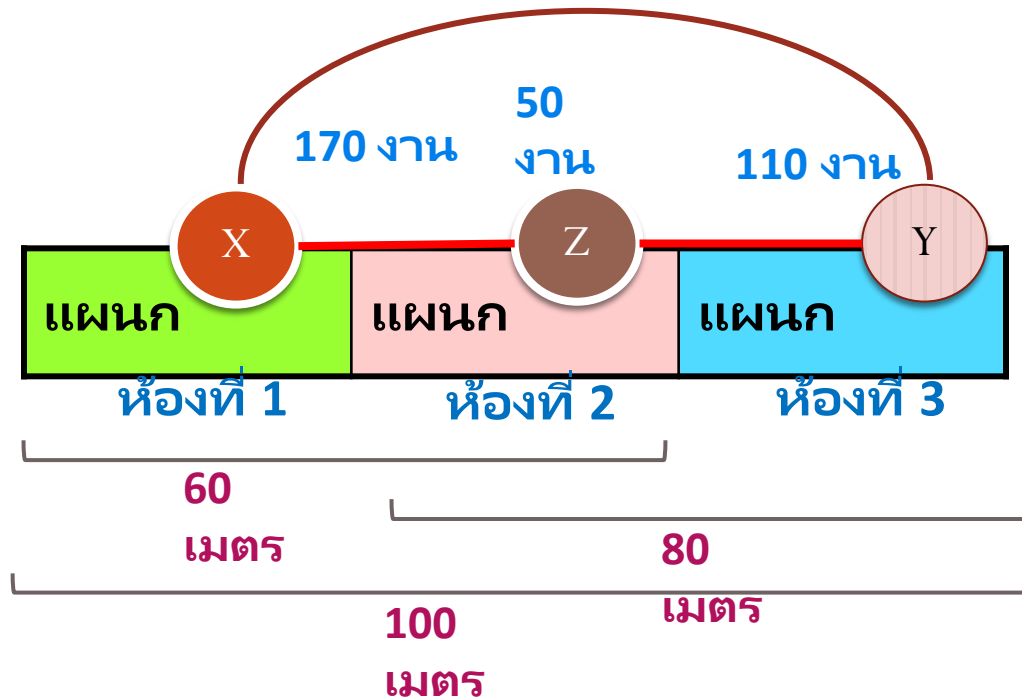 50
งาน
170 งาน
110 งาน
X
Z
Y
แผนก
แผนก
แผนก
ห้องที่ 1
ห้องที่ 2
ห้องที่ 3
60
เมตร
80
เมตร
100
เมตร